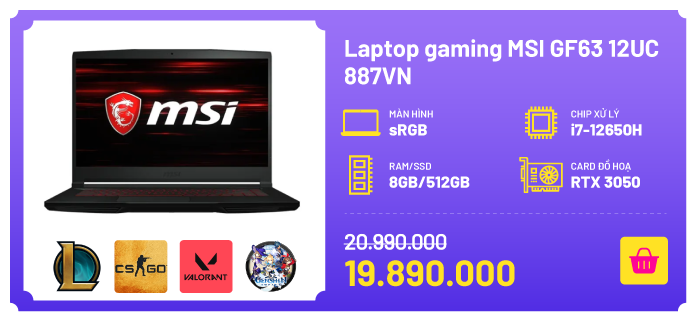 Laptop gaming MSI GF63 12UC
887VN
msi
MÀN HÌNH
sRGB
CHIP XỬ LÝ
i7-12650H
RAM/SSD
8GB/512GB
CARD ĐỒ HOẠ
RTX 3050
L
CS GO
VALORANT
GENSHIN
20.990.000
19.890.000